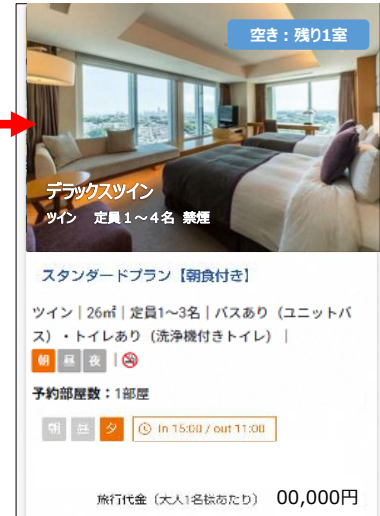 空き：残り1室
デラックスツイン
ツイン　定員１～４名 禁煙
スタンダードプラン【朝食付き】
ツイン｜26㎡｜定員1~3名｜バスあり（ユニットバ
ス）・トイレあり（洗浄機付きトイレ）｜
朝 昼 夜 |
予約部屋数：1部屋
朝 昼 夕 In 15:00 / out 11:00
旅行代金（大人1名様あたり） 00,000円